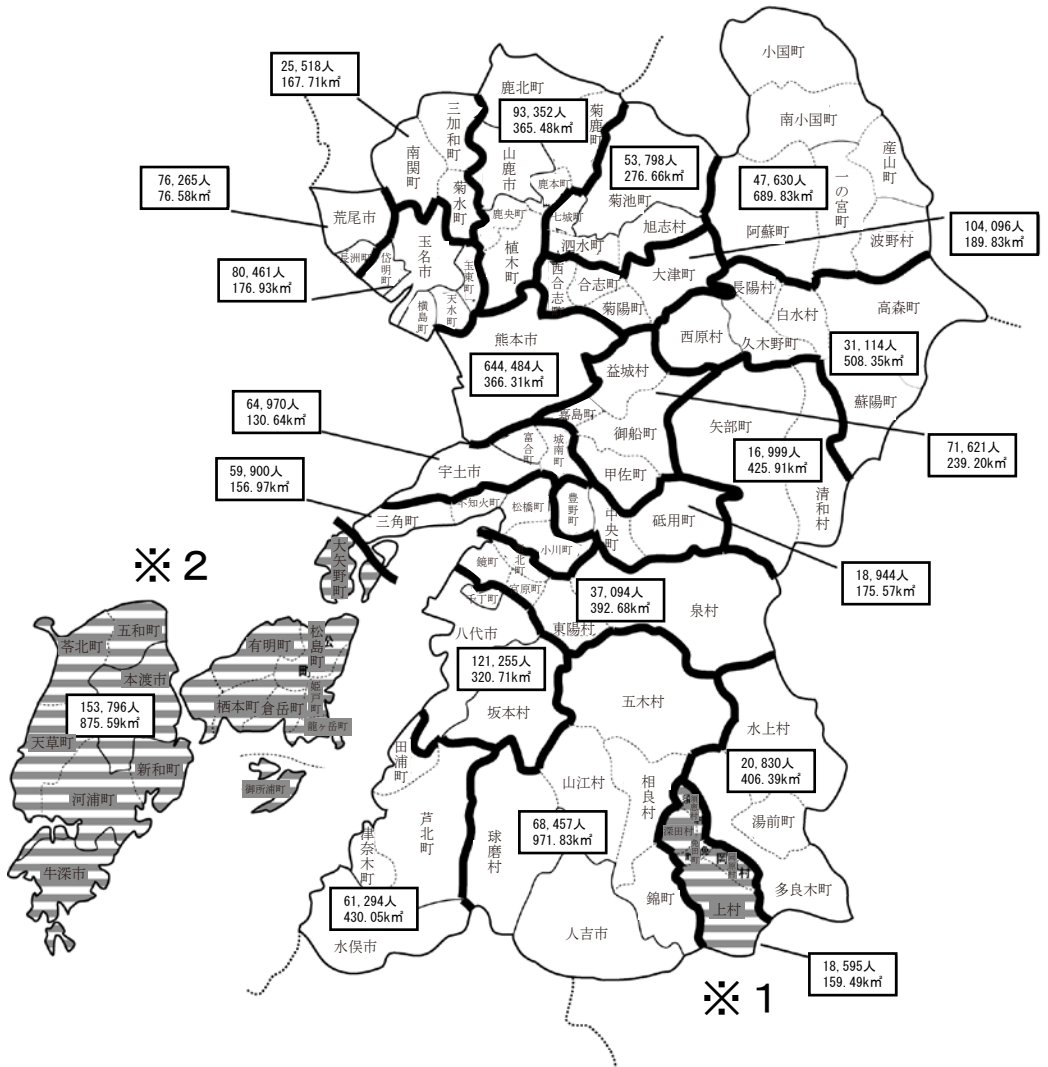 小国町
南小国町
産山町
一の宮町
阿蘇町
波野村
47,630人
689.83k㎡
25,518人
167.71k㎡
三加和町
南関町
菊水町
鹿北町
菊鹿町
93,352人
365.48k㎡
山鹿市
鹿本町
鹿央町
植木町
53,798人
276.66k㎡
菊池町
七城町
旭志村
泗水町
76,265人
76.58k㎡
荒尾市
長洲町
80,461人
176.93k㎡
玉名市
岱明町
横島町
天水町
玉東町
104,096人
189.83k㎡
大津町
西合志町
合志町
菊陽町
長陽村
白水村
高森町
西原村
久木野町
31,114人
508.35k㎡
蘇陽町
熊本市
644,484人
366.31k㎡
益城村
嘉島町
御船町
甲佐町
71,621人
239.20k㎡
矢部町
16,999人
425.91k㎡
清和村
64,970人
130.64k㎡
宇土市
富合町
城南町
59,900人
156.97k㎡
三角町
不知火町
松橋町
小川町
豊野町
中央町
砥用町
18,944人
175.57k㎡
鏡町
北町
宮原町
千丁町
37,094人
392.68k㎡
東陽村
泉村
八代市
121,255人
320.71k㎡
坂本村
※2
大矢野町
松島町
有明町
姫戸町
栖本町
倉岳町
龍ヶ岳町
御所浦町
五和町
苓北町
本渡市
153,796人
875.59k㎡
天草町
新和町
河浦町
牛深市
田浦町
芦北町
津奈木町
61,294人
430.05k㎡
水俣市
球磨村
五木村
山江村
相良村
68,457人
971.83k㎡
錦町
人吉市
水上村
20,830人
406.39k㎡
湯前町
多良木町
深田村
免田町
岡
村
上村
18,595人
159.49k㎡
※1